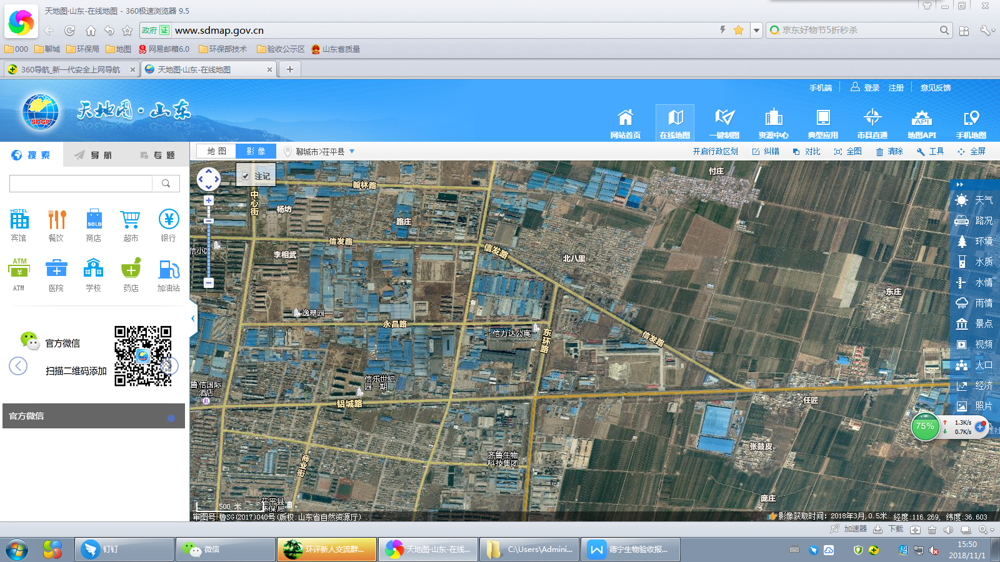 天地图·山东-在线地图 - 360极速浏览器 9.5
政府 证 www.sdmap.gov.cn
京东好物节5折秒杀
000 聊城 环保局 地图 网易邮箱6.0 环保部技术 验收公示区 山东省质量
360导航_新一代安全上网导航
天地图·山东-在线地图
手机端 登录 注册 意见反馈
SDGP
天地图·山东
网站首页 在线地图 一键制图 资源中心 典型应用 市县直通 地图API 手机地图
搜索 导航 专题
地图 影像 聊城市>茌平县
开启行政区划 纠错 对比 全图 清除 工具 全屏
注记
HOTEL
SOLD
宾馆 餐饮 商店 超市 银行
ATM
ATM 医院 学校 药店 加油站
官方微信
扫描二维码添加
官方微信
付庄
翰林路
中心街
杨坊
路庄
信发路
信发路
信小区
李相武
北八里
东庄
逸翠园
永昌路
信力达公寓
东环路
信发路
信乐世纪
园一期
鲁信国际
酒店
铝城路
任匠
张鼓皮
商业街
齐鲁生物
科技集团
庞庄
茌平县
环保局
500 米
审图号:鲁SG(2017)040号(版权:山东省自然资源厅)
影像获取时间：2018年3月,0.5米 经度:116.269, 纬度:36.603
天气
路况
环境
水质
水情
雨情
景点
视频
人口
经济
照片
75%
1.3K/s
0.7K/s
加速器 下载
钉钉
微信
环评新人交流群...
天地图·山东-在线...
C:\Users\Admini...
德宁生物验收报...
15:50
2018/11/1